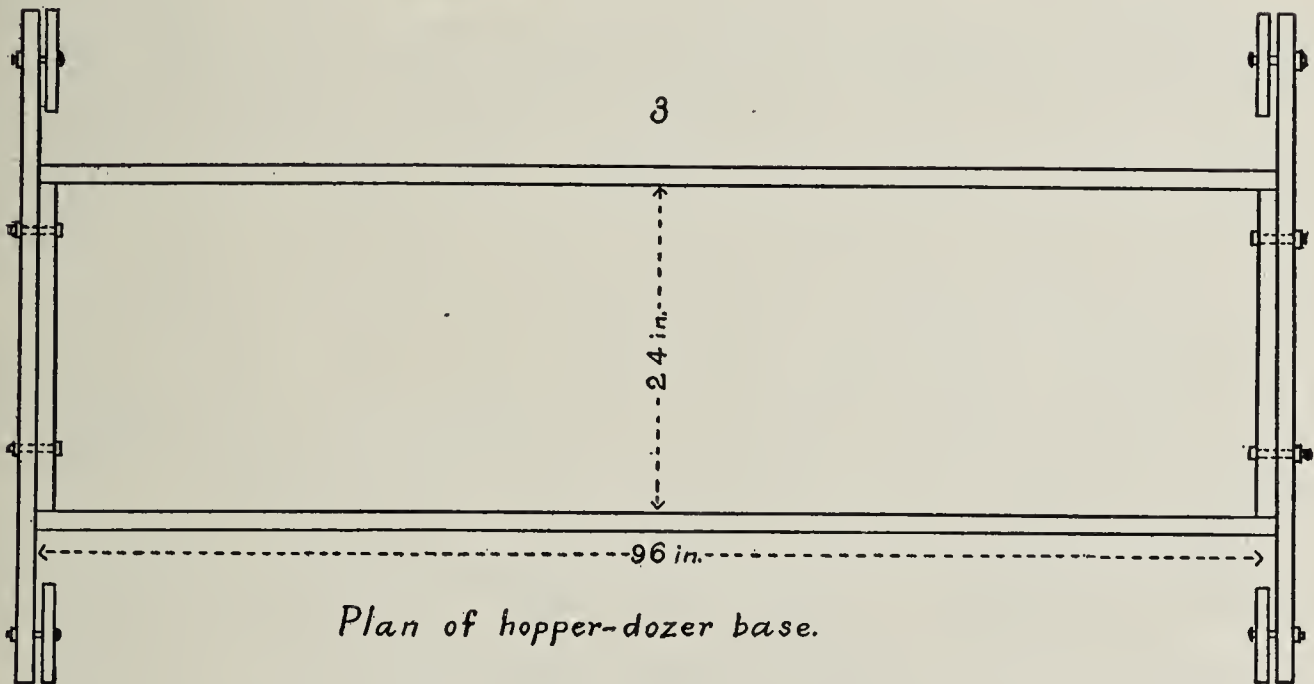 3
24 in.
96 in.
Plan of hopper-dozer base.